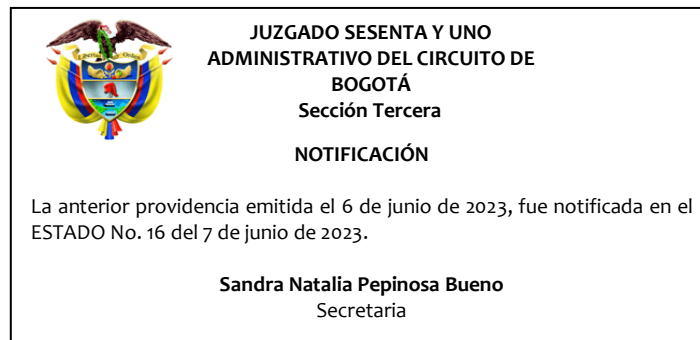 JUZGADO SESENTA Y UNO
ADMINISTRATIVO DEL CIRCUITO DE
BOGOTÁ
Sección Tercera
NOTIFICACIÓN
La anterior providencia emitida el 6 de junio de 2023, fue notificada en el
ESTADO No. 16 del 7 de junio de 2023.
Sandra Natalia Pepinosa Bueno
Secretaria